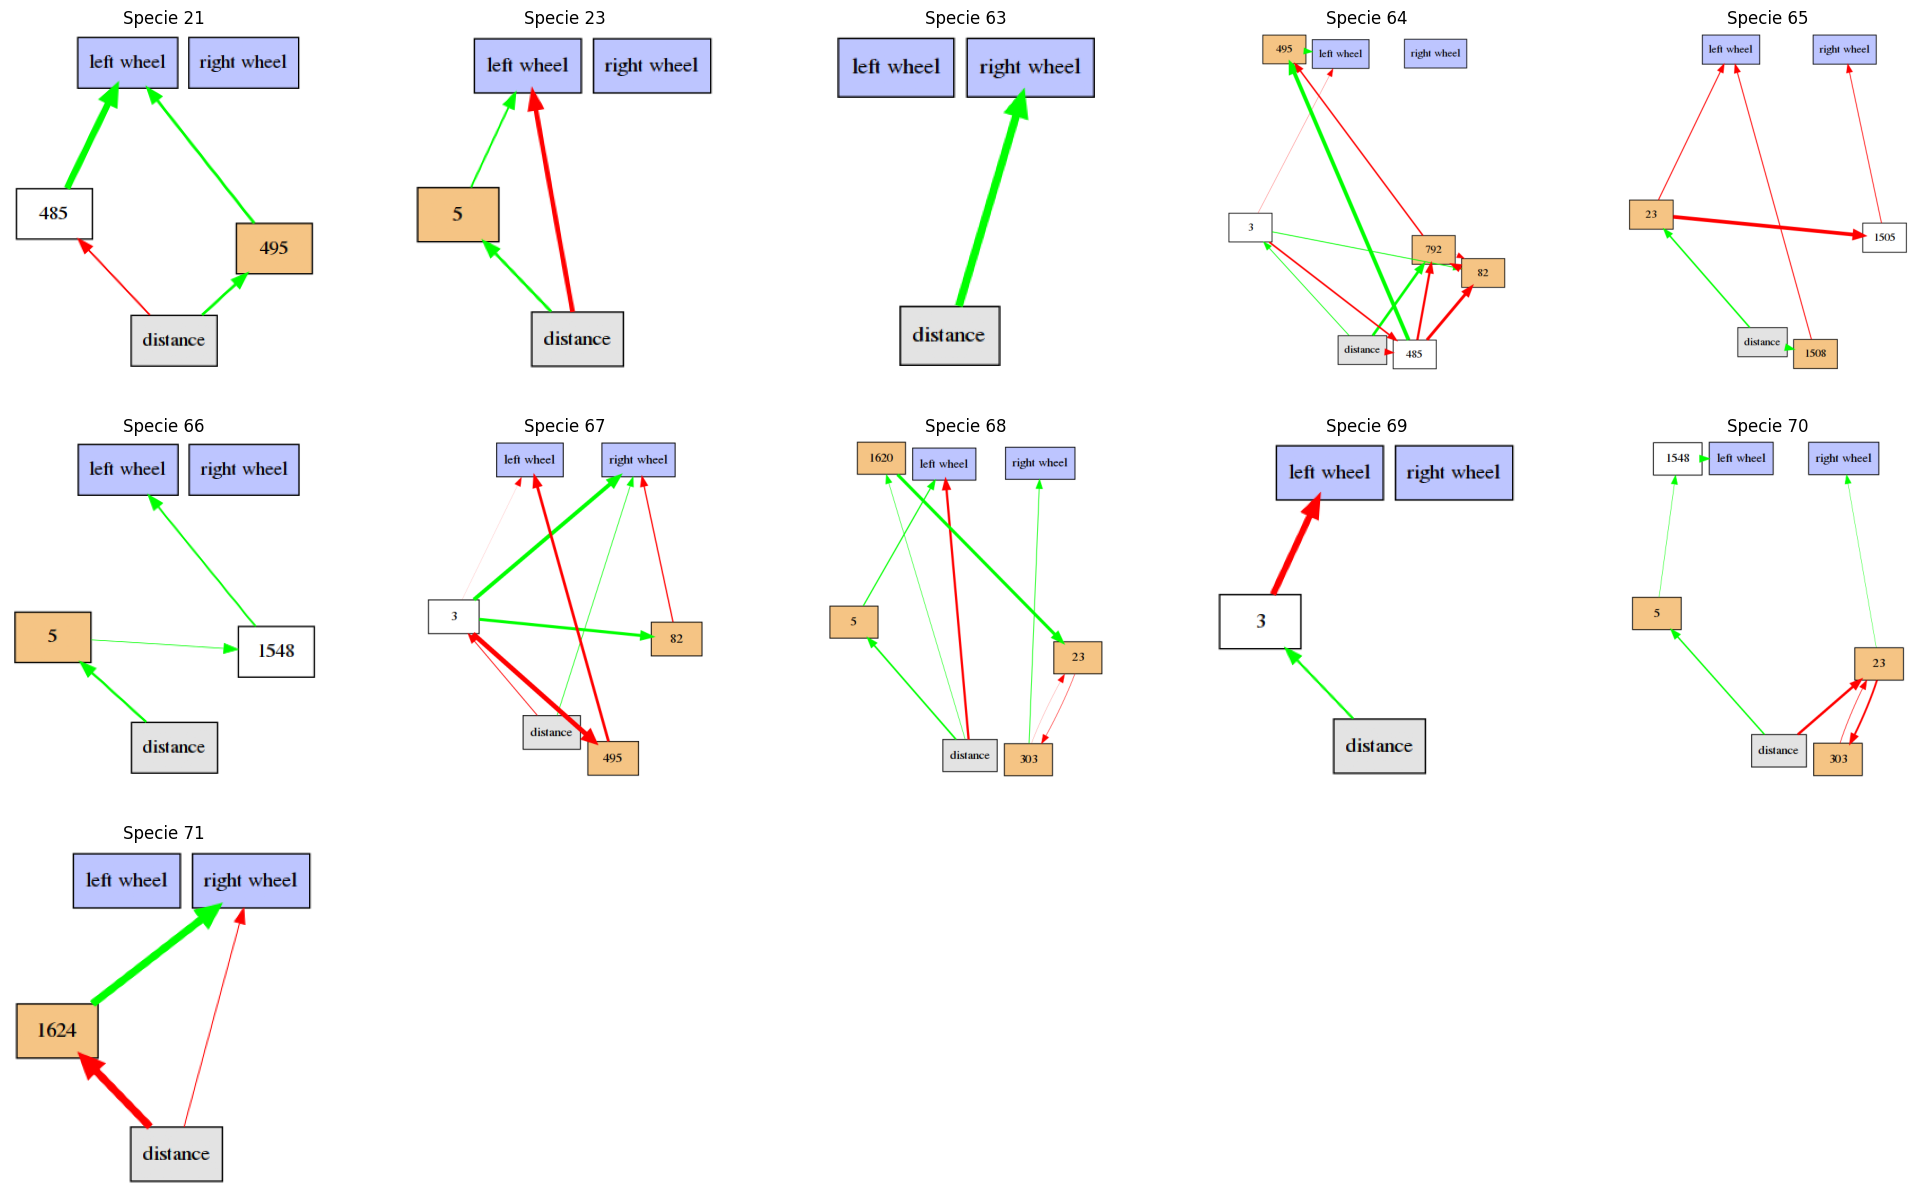 Specie 21
left wheel
right wheel
485
495
distance
Specie 23
left wheel
right wheel
5
distance
Specie 63
left wheel
right wheel
distance
Specie 64
495
left wheel
right wheel
3
792
82
distance
485
Specie 65
left wheel
right wheel
23
1505
distance
1508
Specie 66
left wheel
right wheel
5
1548
distance
Specie 67
left wheel
right wheel
3
82
distance
495
Specie 68
1620
left wheel
right wheel
5
23
distance
303
Specie 69
left wheel
right wheel
3
distance
Specie 70
1548
left wheel
right wheel
5
23
distance
303
Specie 71
left wheel
right wheel
1624
distance